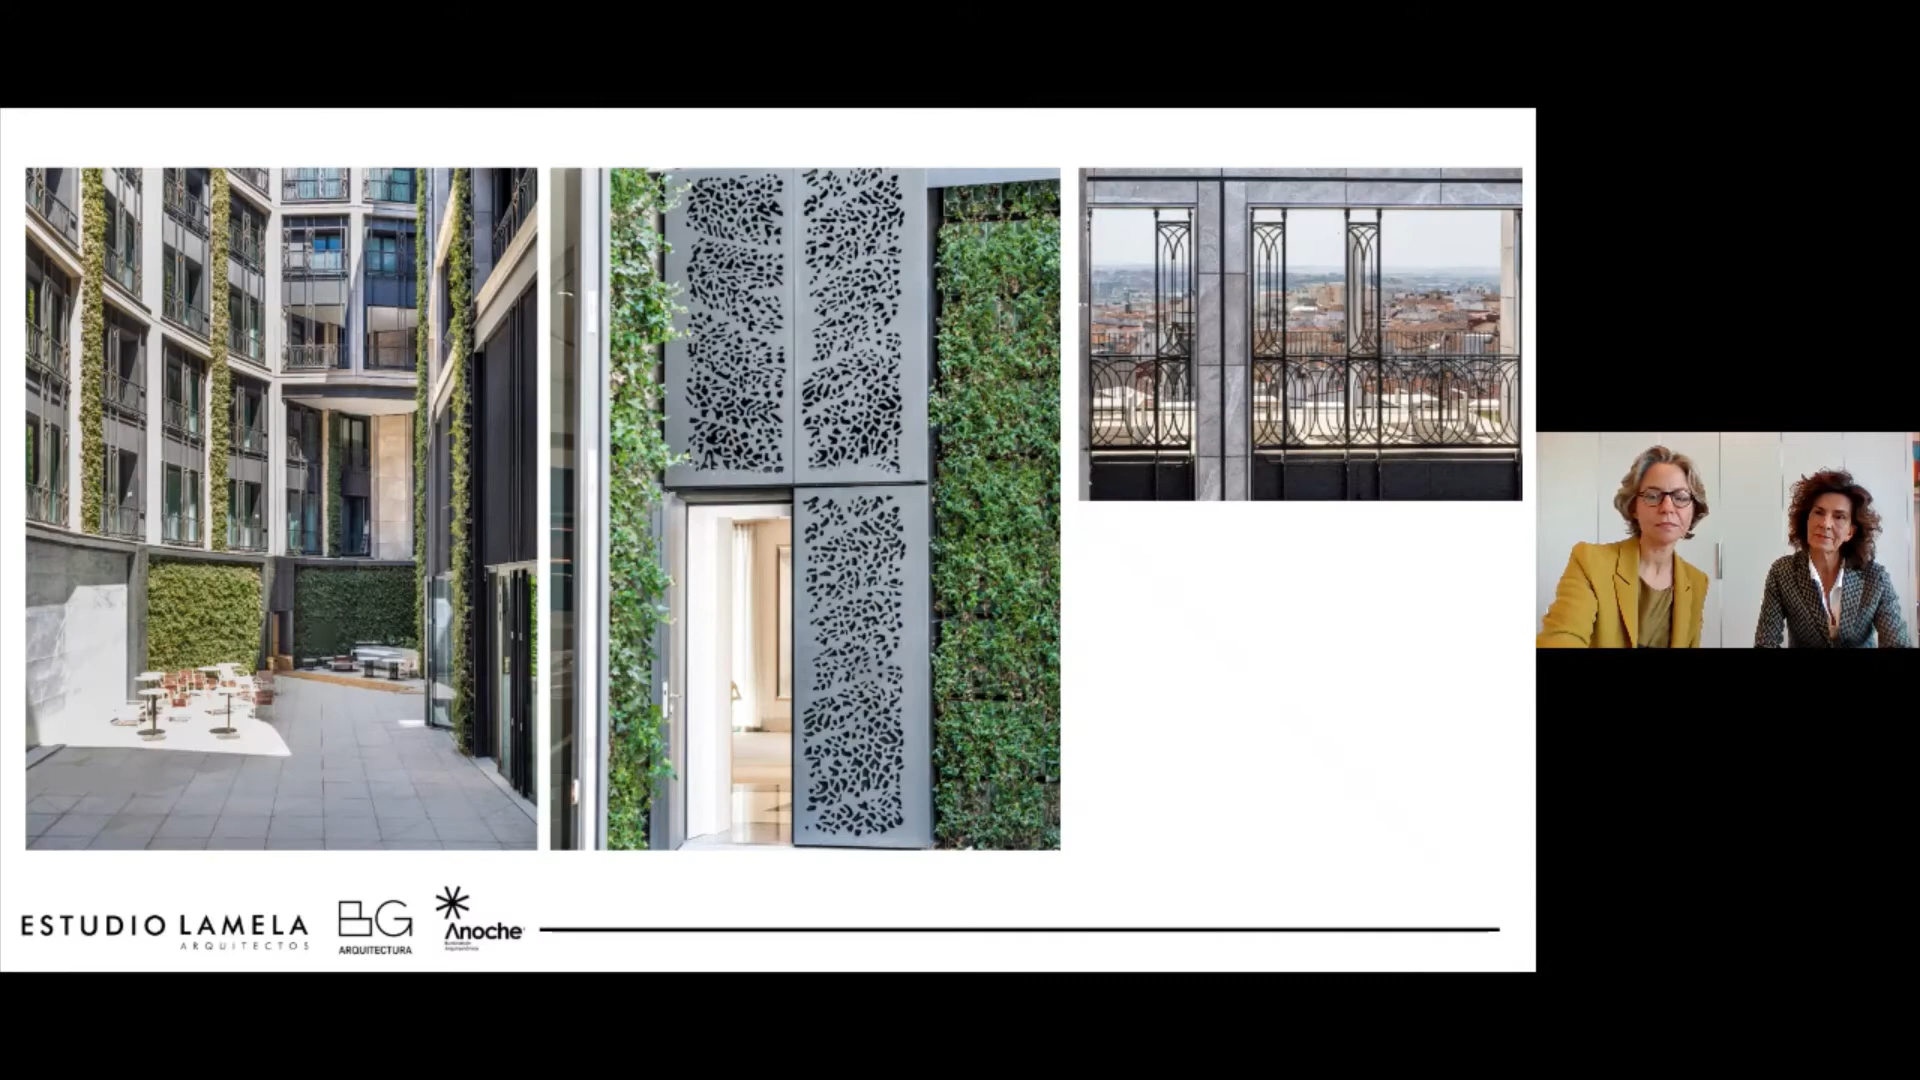 ESTUDIO LAMELA
ARQUITECTOS
BG
ARQUITECTURA
Anoche